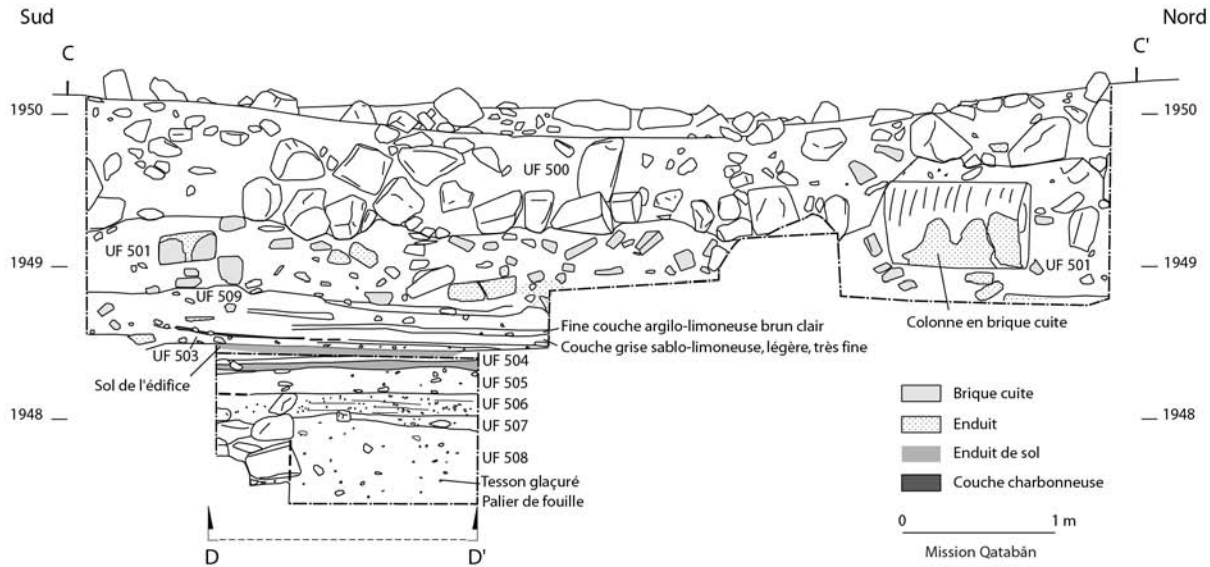 Sud
Nord
C
C'
1950
1950
UF 500
UF 501
1949
UF 501
1949
UF 509
Colonne en brique cuite
Fine couche argilo-limoneuse brun clair
UF 503
Couche grise sablo-limoneuse, légère, très fine
UF 504
Sol de l'édifice
UF 505
Brique cuite
UF 506
1948
1948
UF 507
Enduit
UF 508
Enduit de sol
Tesson glaçuré
Couche charbonneuse
Palier de fouille
0
1 m
D
D'
Mission Qatabân